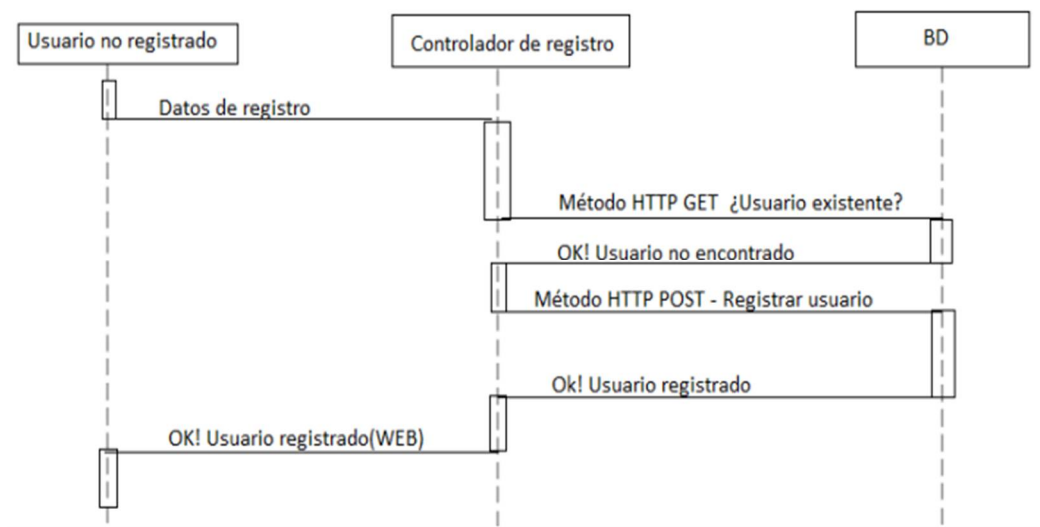 Usuario no registrado
Controlador de registro
BD
Datos de registro
Método HTTP GET ¿Usuario existente?
OK! Usuario no encontrado
Método HTTP POST - Registrar usuario
Ok! Usuario registrado
OK! Usuario registrado(WEB)